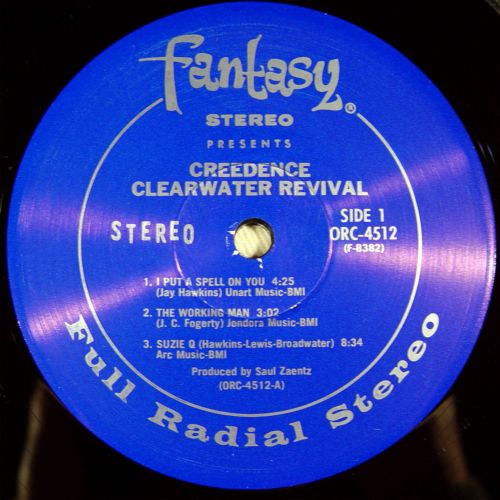 Fantasy®
STEREO
PRESENTS
CREEDENCE
CLEARWATER REVIVAL
STEREO
SIDE 1
ORC-4512
(F-8382)
1. I PUT A SPELL ON YOU 4:25
(Jay Hawkins) Unart Music-BMI
2. THE WORKING MAN 3:02
(J. C. Fogerty) Jondora Music-BMI
3. SUZIE Q (Hawkins-Lewis-Broadwater) 8:34
Arc Music-BMI
Produced by Saul Zaentz
(ORC-4512-A)
Full Radial Stereo